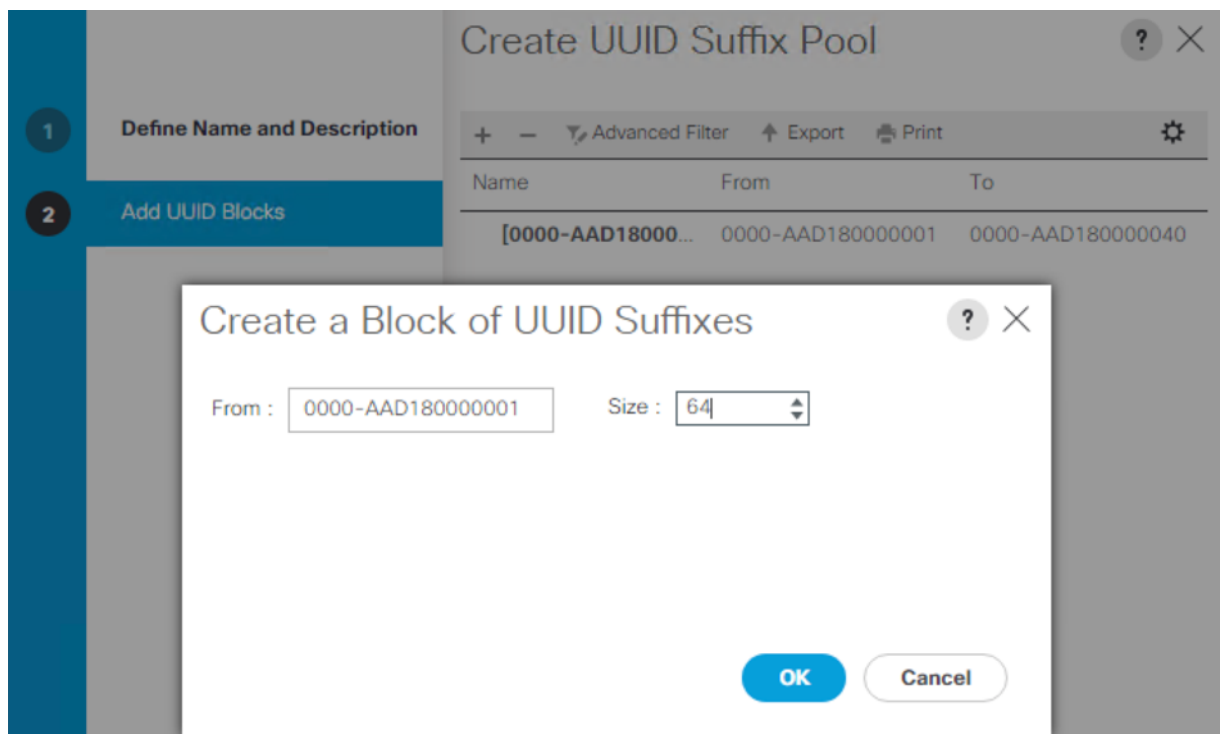 Create UUID Suffix Pool ? ×
1 Define Name and Description
+ − Advanced Filter Export Print
Name From To
2 Add UUID Blocks
[0000-AAD18000... 0000-AAD180000001 0000-AAD180000040
Create a Block of UUID Suffixes ? ×
From : 0000-AAD180000001 Size : 64
OK Cancel